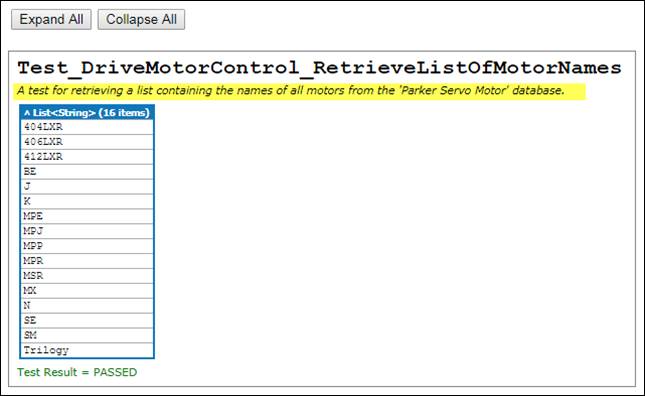 Expand All Collapse All
Test_DriveMotorControl_RetrieveListOfMotorNames
A test for retrieving a list containing the names of all motors from the 'Parker Servo Motor' database.
^ List<String> (16 items)
404LXR
406LXR
412LXR
BE
J
K
MPE
MPJ
MPP
MPR
MSR
MX
N
SE
SM
Trilogy
Test Result = PASSED